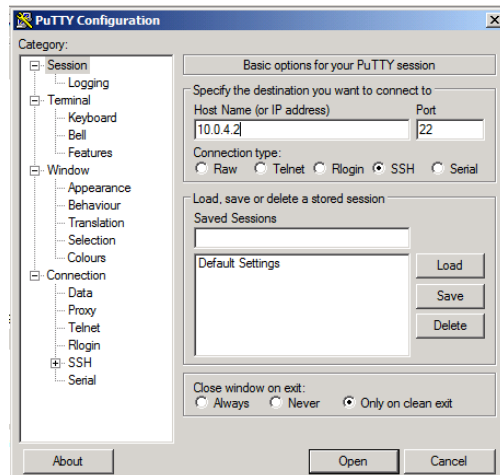 PuTTY Configuration
Category:
Session
Logging
Terminal
Keyboard
Bell
Features
Window
Appearance
Behaviour
Translation
Selection
Colours
Connection
Data
Proxy
Telnet
Rlogin
SSH
Serial
Basic options for your PuTTY session
Specify the destination you want to connect to
Host Name (or IP address) Port
10.0.4.2 22
Connection type:
Raw Telnet Rlogin SSH Serial
Load, save or delete a stored session
Saved Sessions
Default Settings
Load
Save
Delete
Close window on exit:
Always Never Only on clean exit
About Open Cancel